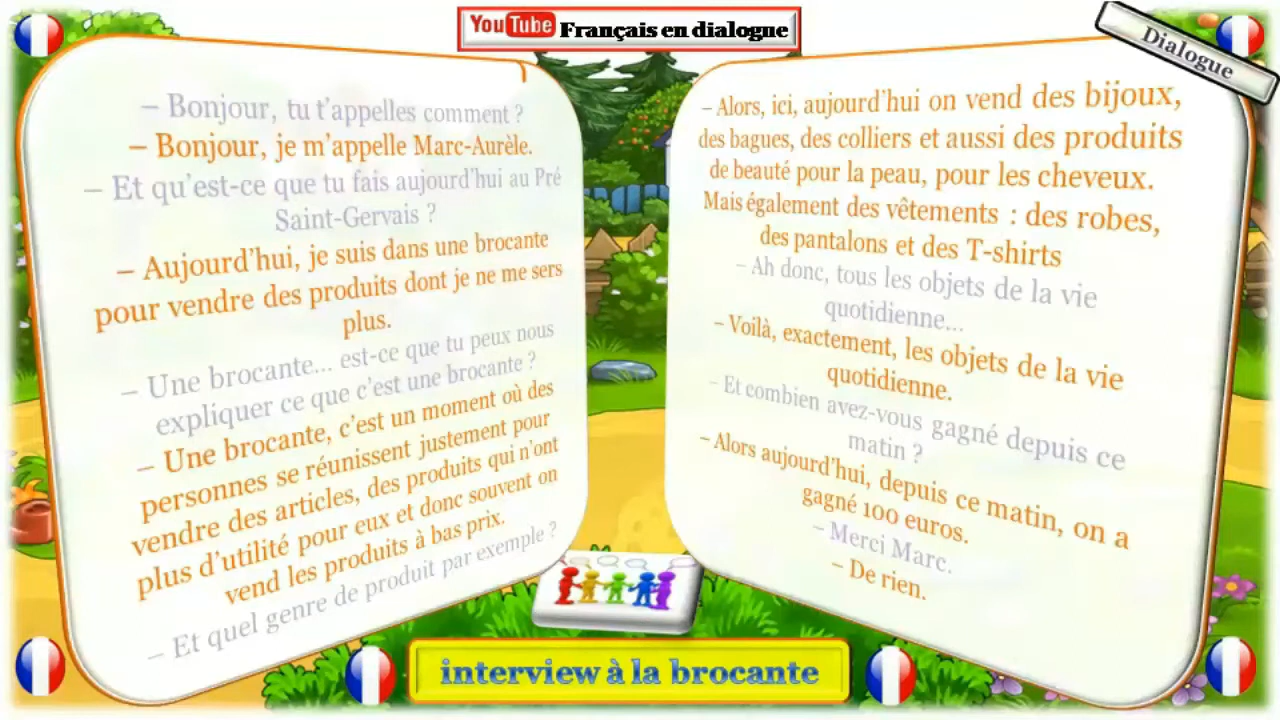 YouTube Français en dialogue
Dialogue
– Bonjour, tu t'appelles comment ?
– Bonjour, je m'appelle Marc-Aurèle.
– Et qu'est-ce que tu fais aujourd'hui au Pré
Saint-Gervais ?
– Aujourd'hui, je suis dans une brocante
pour vendre des produits dont je ne me sers
plus.
– Une brocante... est-ce que tu peux nous
expliquer ce que c'est une brocante ?
– Une brocante, c'est un moment où des
personnes se réunissent justement pour
vendre des articles, des produits qui n'ont
plus d'utilité pour eux et donc souvent on
vend les produits à bas prix.
– Et quel genre de produit par exemple ?
– Alors, ici, aujourd'hui on vend des bijoux,
des bagues, des colliers et aussi des produits
de beauté pour la peau, pour les cheveux.
Mais également des vêtements : des robes,
des pantalons et des T-shirts
– Ah donc, tous les objets de la vie
quotidienne...
– Voilà, exactement, les objets de la vie
quotidienne.
– Et combien avez-vous gagné depuis ce
matin ?
– Alors aujourd'hui, depuis ce matin, on a
gagné 100 euros.
– Merci Marc.
– De rien.
interview à la brocante